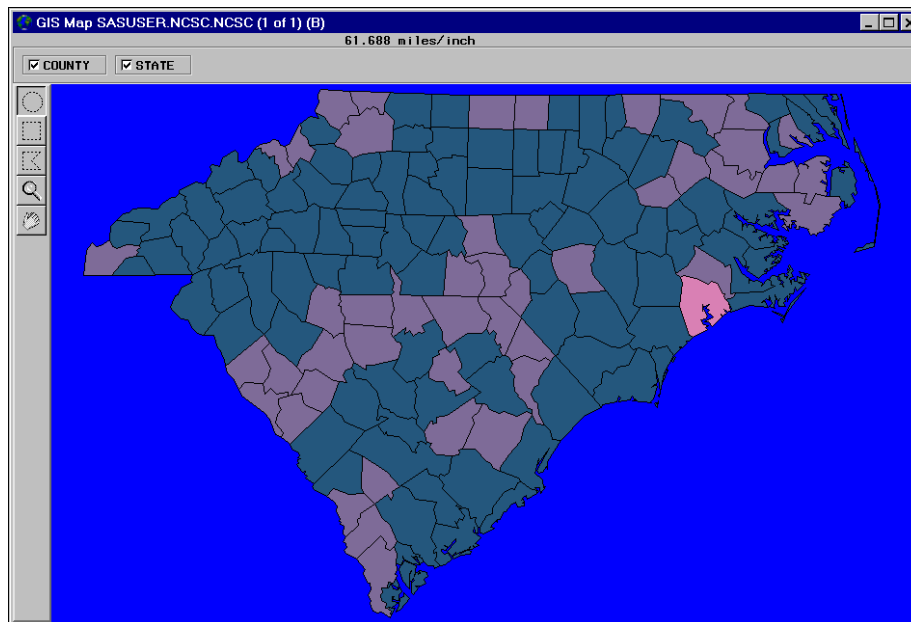 GIS Map SASUSER.NCSC.NCSC (1 of 1) (B)
61.688 miles/inch
COUNTY STATE